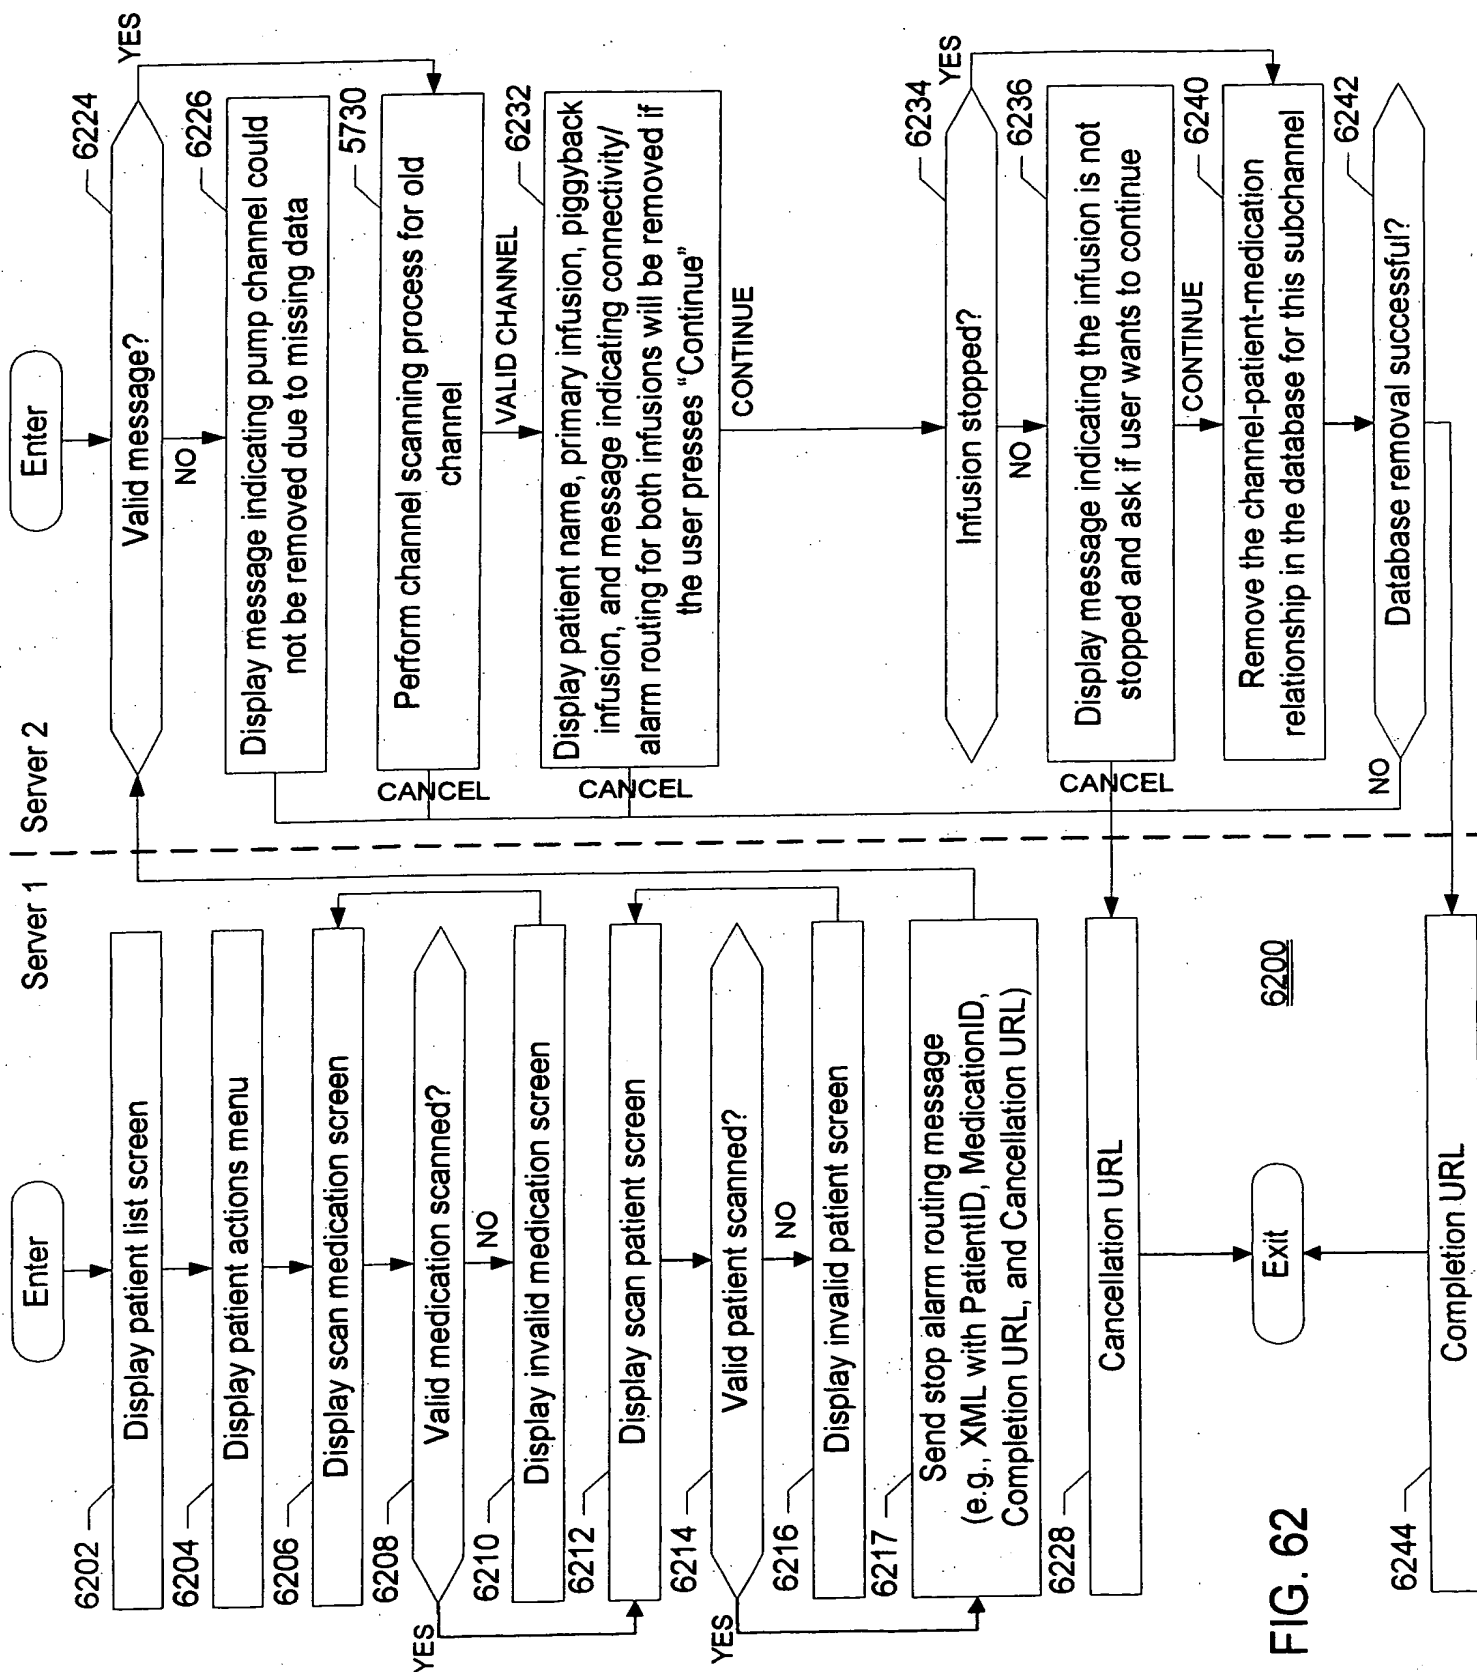 Server 1
Server 2
Enter
6202
Display patient list screen
6204
Display patient actions menu
6206
Display scan medication screen
6208
Valid medication scanned?
YES
NO
6210
Display invalid medication screen
6212
Display scan patient screen
6214
Valid patient scanned?
YES
NO
6216
Display invalid patient screen
6217
Send stop alarm routing message
(e.g., XML with PatientID, MedicationID,
Completion URL, and Cancellation URL)
6228
Cancellation URL
Exit
6200
6244
Completion URL
FIG. 62
Enter
6224
Valid message?
YES
NO
6226
Display message indicating pump channel could
not be removed due to missing data
5730
Perform channel scanning process for old
channel
CANCEL
VALID CHANNEL
6232
Display patient name, primary infusion, piggyback
infusion, and message indicating connectivity/
alarm routing for both infusions will be removed if
the user presses "Continue"
CANCEL
CONTINUE
6234
Infusion stopped?
YES
NO
6236
Display message indicating the infusion is not
stopped and ask if user wants to continue
CANCEL
CONTINUE
6240
Remove the channel-patient-medication
relationship in the database for this subchannel
6242
Database removal successful?
NO